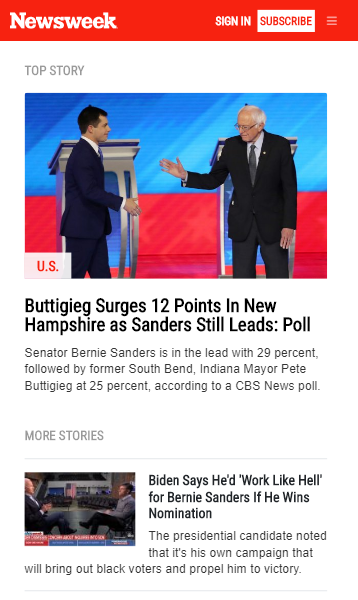 Newsweek
SIGN IN
SUBSCRIBE
TOP STORY
U.S.
Buttigieg Surges 12 Points In New
Hampshire as Sanders Still Leads: Poll
Senator Bernie Sanders is in the lead with 29 percent,
followed by former South Bend, Indiana Mayor Pete
Buttigieg at 25 percent, according to a CBS News poll.
MORE STORIES
Biden Says He'd 'Work Like Hell'
for Bernie Sanders If He Wins
Nomination
The presidential candidate noted
that it's his own campaign that
will bring out black voters and propel him to victory.